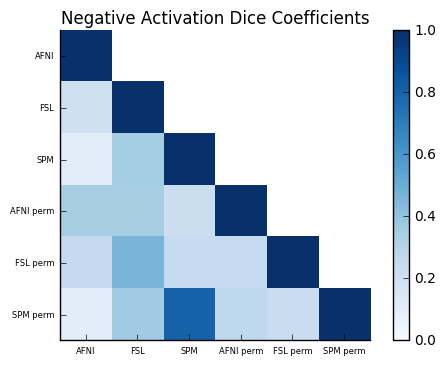 Negative Activation Dice Coefficients
AFNI
FSL
SPM
AFNI perm
FSL perm
SPM perm
AFNI FSL SPM AFNI perm FSL perm SPM perm
1.0
0.8
0.6
0.4
0.2
0.0